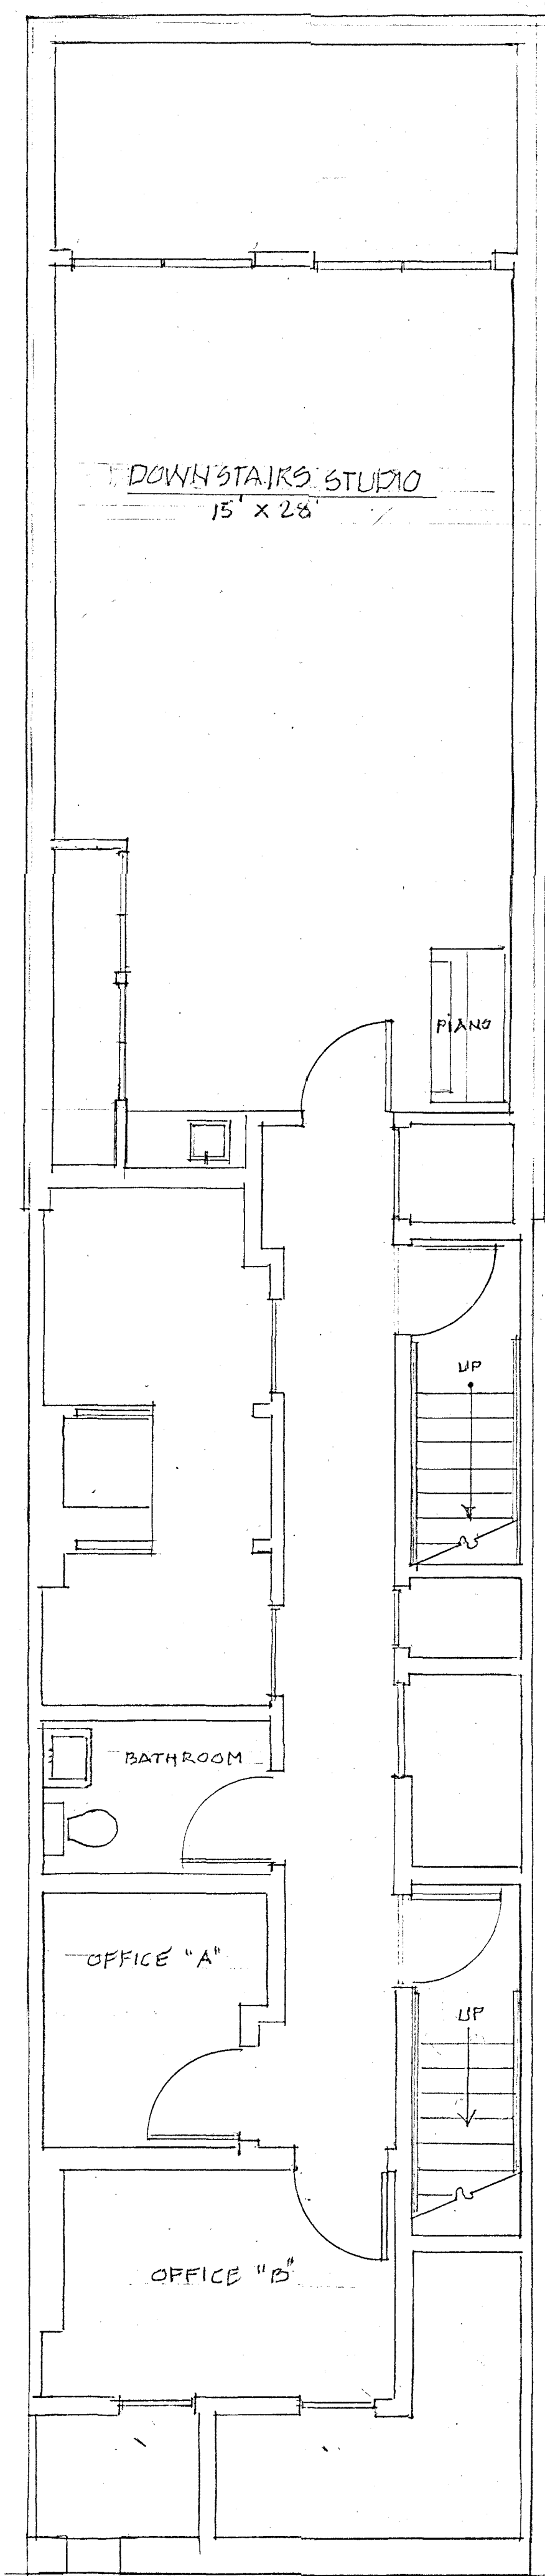 DOWNSTAIRS STUDIO
15' X 28'
PIANO
UP
BATHROOM
OFFICE "A"
UP
OFFICE "B"